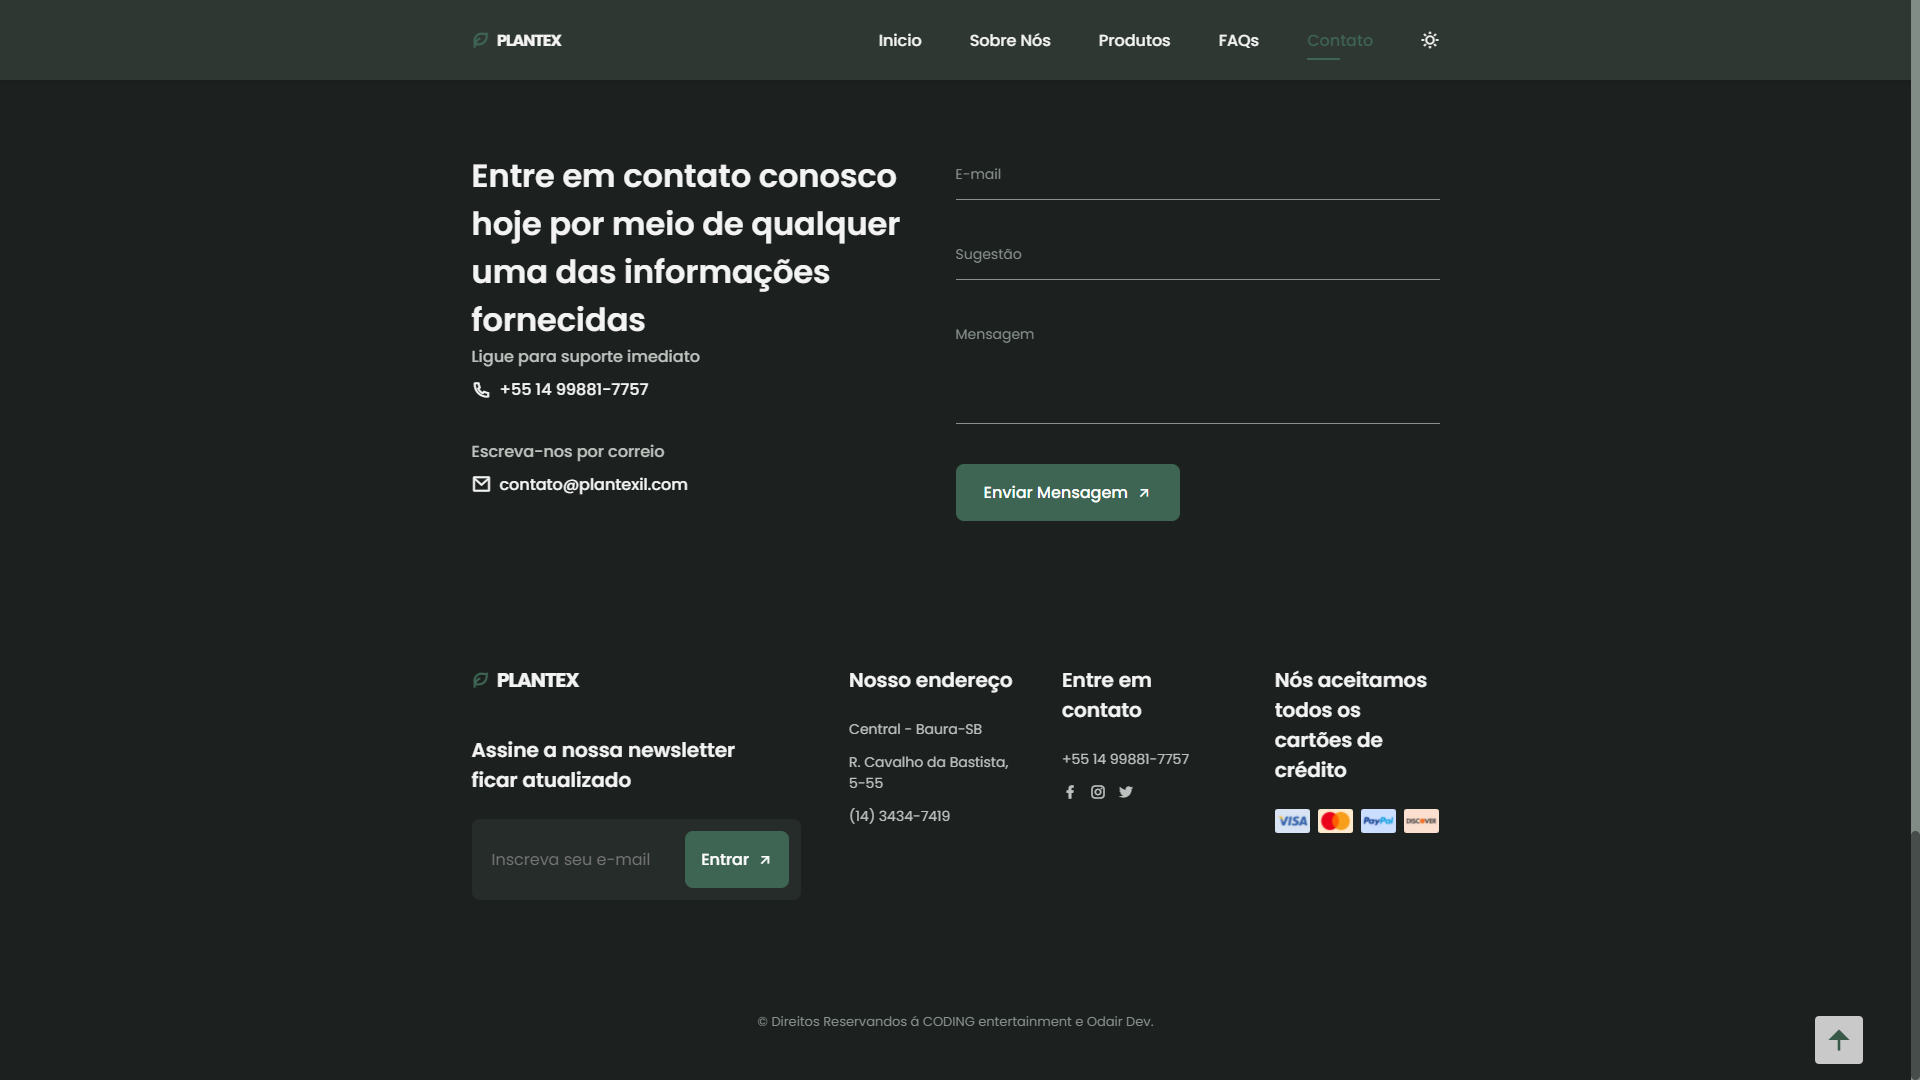 PLANTEX
Inicio
Sobre Nós
Produtos
FAQs
Contato
Entre em contato conosco
hoje por meio de qualquer
uma das informações
fornecidas
Ligue para suporte imediato
+55 14 99881-7757
Escreva-nos por correio
contato@plantexil.com
E-mail
Sugestão
Mensagem
Enviar Mensagem
PLANTEX
Assine a nossa newsletter
ficar atualizado
Inscreva seu e-mail
Entrar
Nosso endereço
Central - Baura-SB
R. Cavalho da Bastista,
5-55
(14) 3434-7419
Entre em
contato
+55 14 99881-7757
Nós aceitamos
todos os
cartões de
crédito
VISA
PayPal
DISCOVER
© Direitos Reservandos á CODING entertainment e Odair Dev.